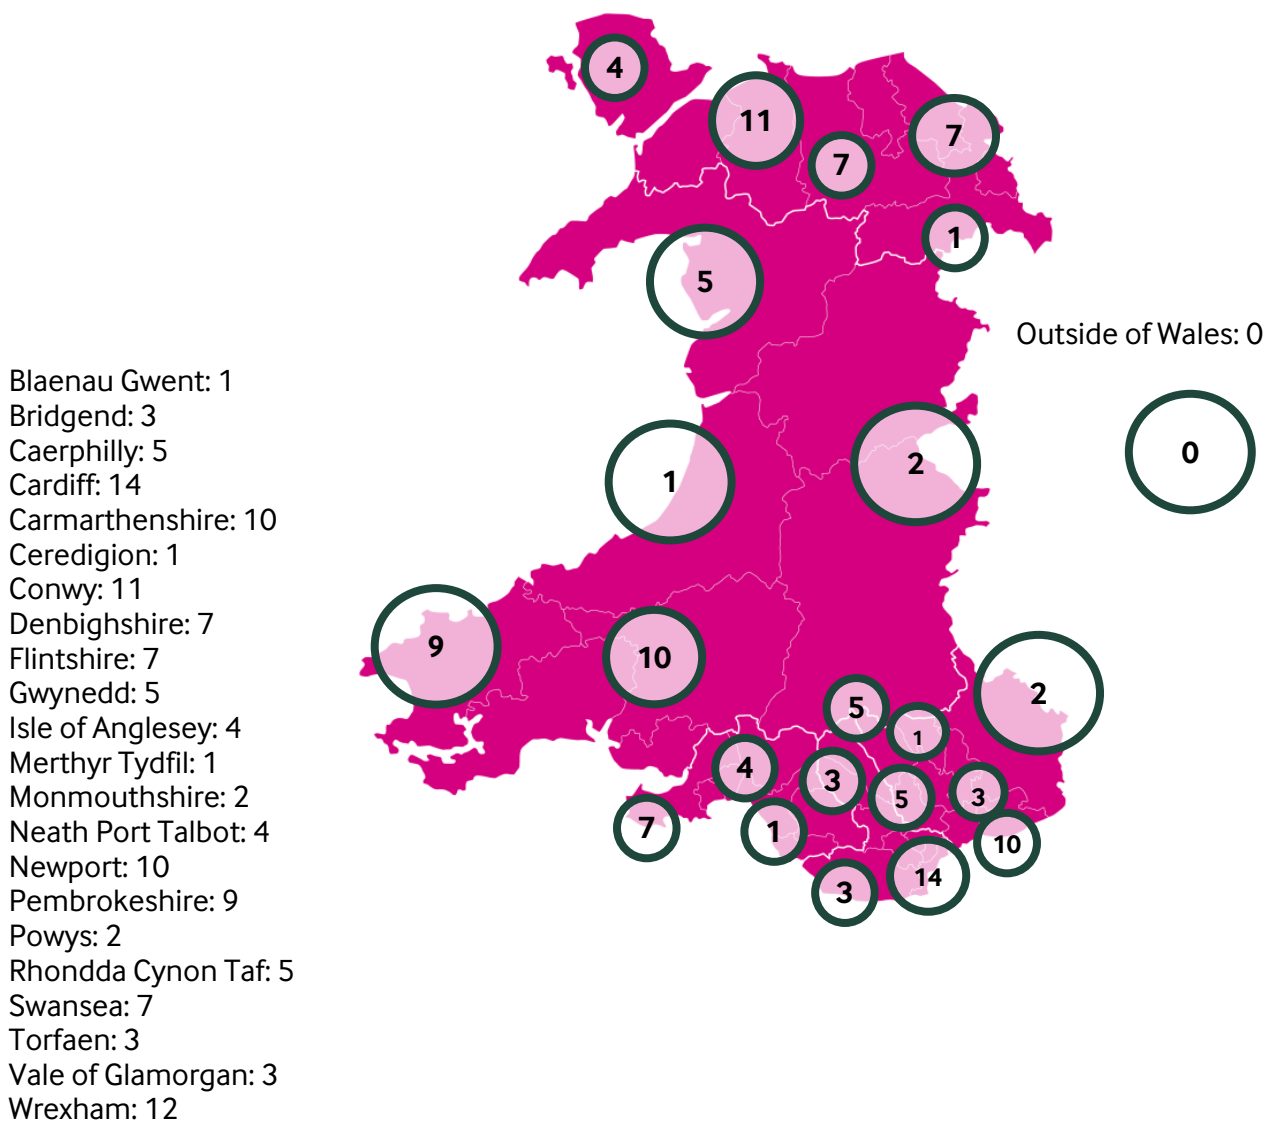 4
11
7
7
1
5
Outside of Wales: 0
Blaenau Gwent: 1
Bridgend: 3
Caerphilly: 5
Cardiff: 14
Carmarthenshire: 10
Ceredigion: 1
Conwy: 11
Denbighshire: 7
Flintshire: 7
Gwynedd: 5
Isle of Anglesey: 4
Merthyr Tydfil: 1
Monmouthshire: 2
Neath Port Talbot: 4
Newport: 10
Pembrokeshire: 9
Powys: 2
Rhondda Cynon Taf: 5
Swansea: 7
Torfaen: 3
Vale of Glamorgan: 3
Wrexham: 12
0
2
1
9
10
2
5
1
4
3
5
3
7
1
10
14
3